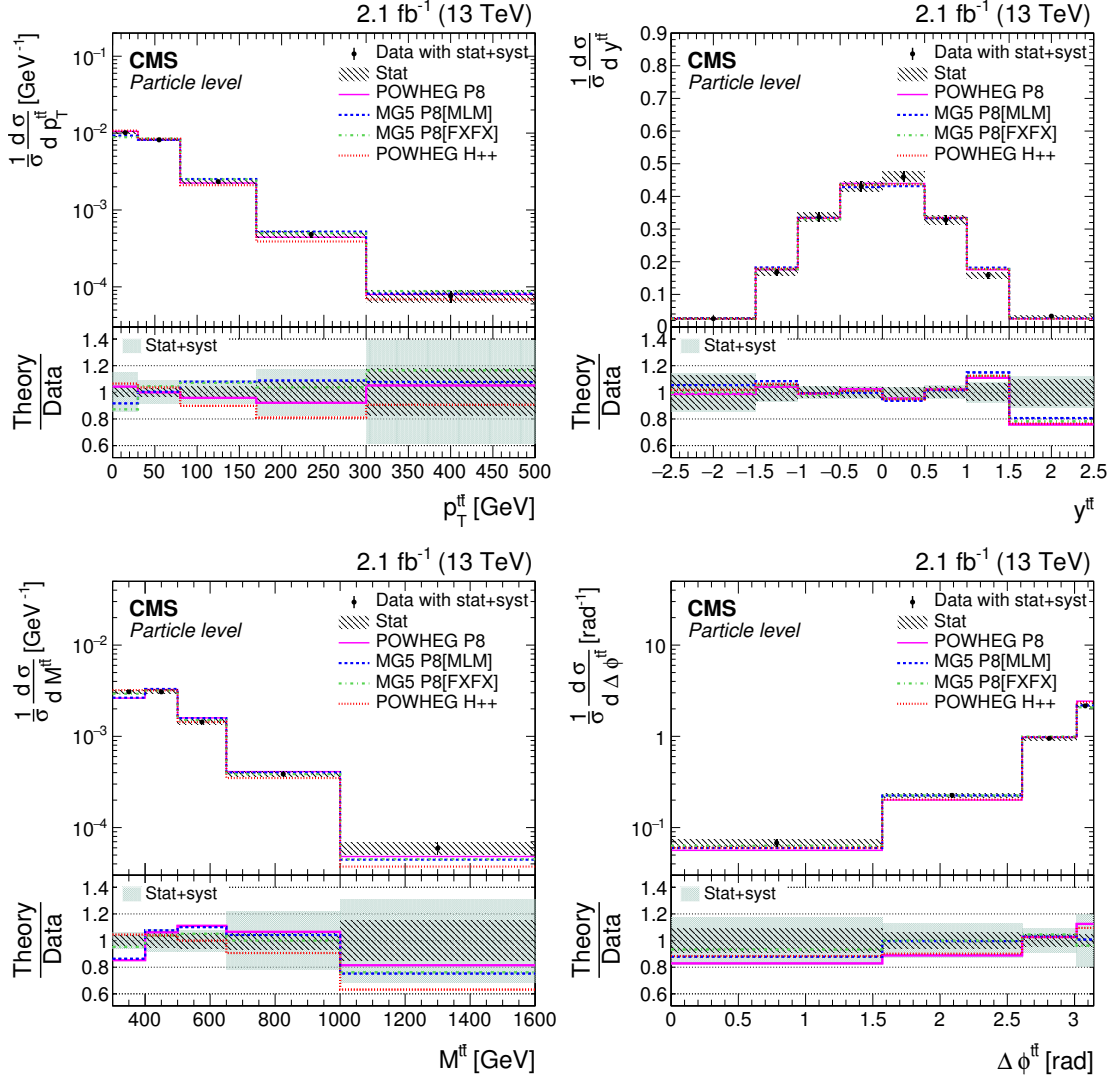 2.1 fb⁻¹ (13 TeV)
CMS
Particle level
Data with stat+syst
Stat
POWHEG P8
MG5 P8[MLM]
MG5 P8[FXFX]
POWHEG H++
1/σ dσ/d p_T^{tt̄} [GeV⁻¹]
10⁻¹
10⁻²
10⁻³
10⁻⁴
Stat+syst
Theory/Data
1.4
1.2
1
0.8
0.6
0 50 100 150 200 250 300 350 400 450 500
p_T^{tt̄} [GeV]
2.1 fb⁻¹ (13 TeV)
CMS
Particle level
Data with stat+syst
Stat
POWHEG P8
MG5 P8[MLM]
MG5 P8[FXFX]
POWHEG H++
1/σ dσ/d y^{tt̄}
0.9
0.8
0.7
0.6
0.5
0.4
0.3
0.2
0.1
0
Stat+syst
Theory/Data
1.4
1.2
1
0.8
0.6
−2.5 −2 −1.5 −1 −0.5 0 0.5 1 1.5 2 2.5
y^{tt̄}
2.1 fb⁻¹ (13 TeV)
CMS
Particle level
Data with stat+syst
Stat
POWHEG P8
MG5 P8[MLM]
MG5 P8[FXFX]
POWHEG H++
1/σ dσ/d M^{tt̄} [GeV⁻¹]
10⁻²
10⁻³
10⁻⁴
Stat+syst
Theory/Data
1.4
1.2
1
0.8
0.6
400 600 800 1000 1200 1400 1600
M^{tt̄} [GeV]
2.1 fb⁻¹ (13 TeV)
CMS
Particle level
Data with stat+syst
Stat
POWHEG P8
MG5 P8[MLM]
MG5 P8[FXFX]
POWHEG H++
1/σ dσ/d Δϕ^{tt̄} [rad⁻¹]
10
1
10⁻¹
Stat+syst
Theory/Data
1.4
1.2
1
0.8
0.6
0 0.5 1 1.5 2 2.5 3
Δϕ^{tt̄} [rad]